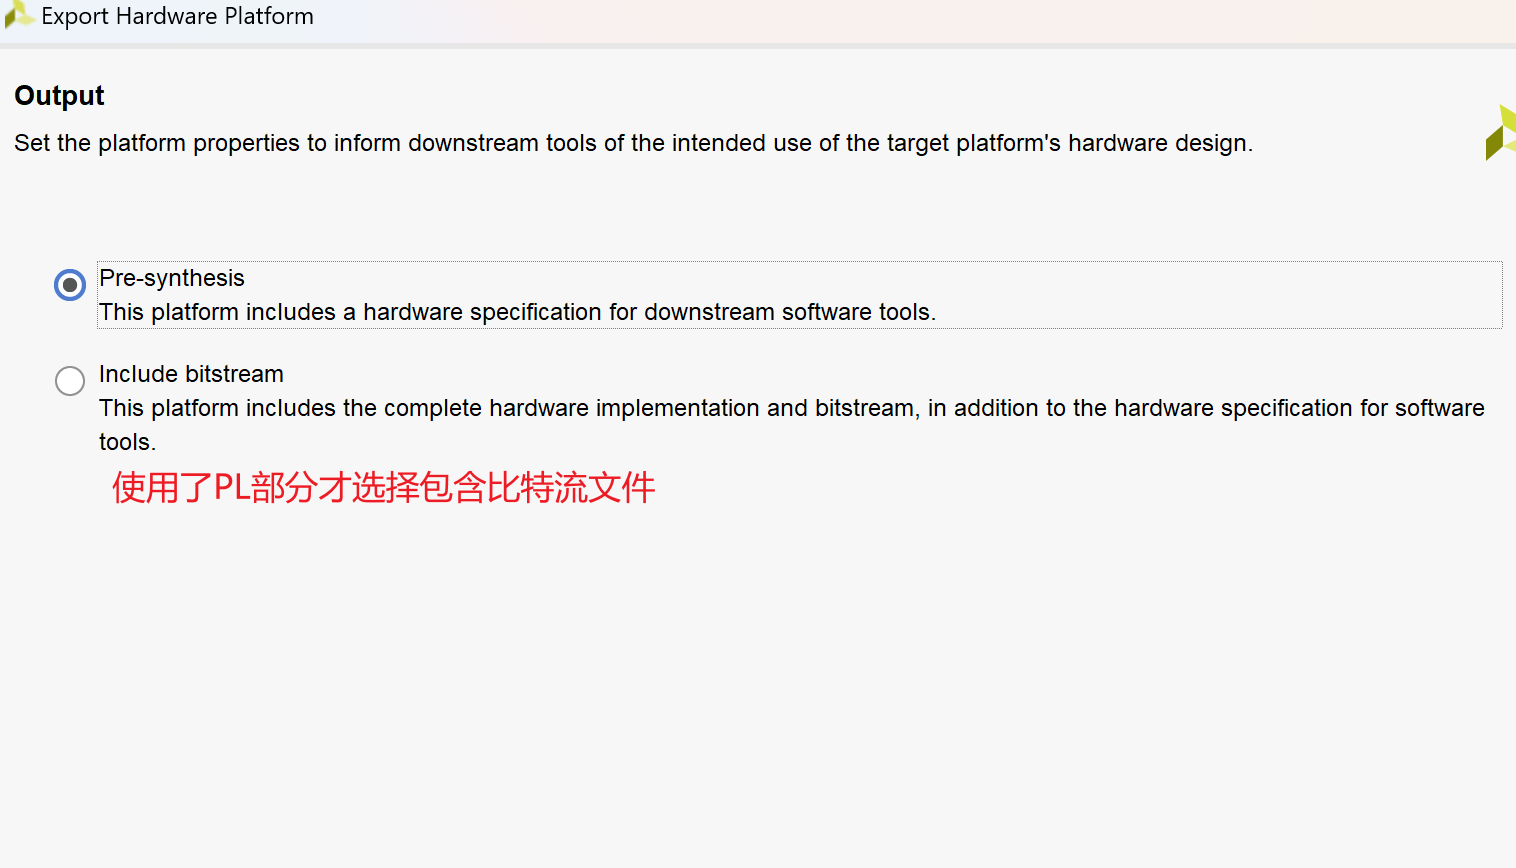 Export Hardware Platform
Output
Set the platform properties to inform downstream tools of the intended use of the target platform's hardware design.
Pre-synthesis
This platform includes a hardware specification for downstream software tools.
Include bitstream
This platform includes the complete hardware implementation and bitstream, in addition to the hardware specification for software
tools.
使用了PL部分才选择包含比特流文件